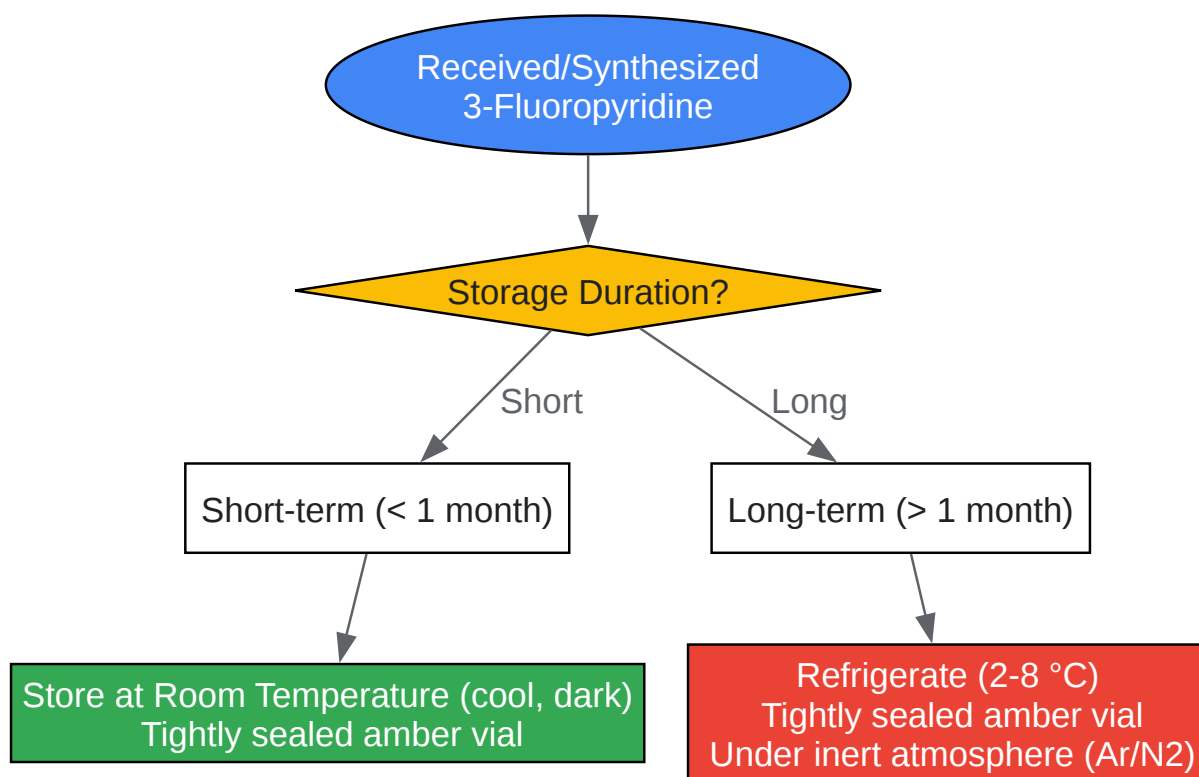 Received/Synthesized
3-Fluoropyridine
Storage Duration?
Short
Long
Short-term (< 1 month)
Long-term (> 1 month)
Store at Room Temperature (cool, dark)
Tightly sealed amber vial
Refrigerate (2-8 °C)
Tightly sealed amber vial
Under inert atmosphere (Ar/N2)